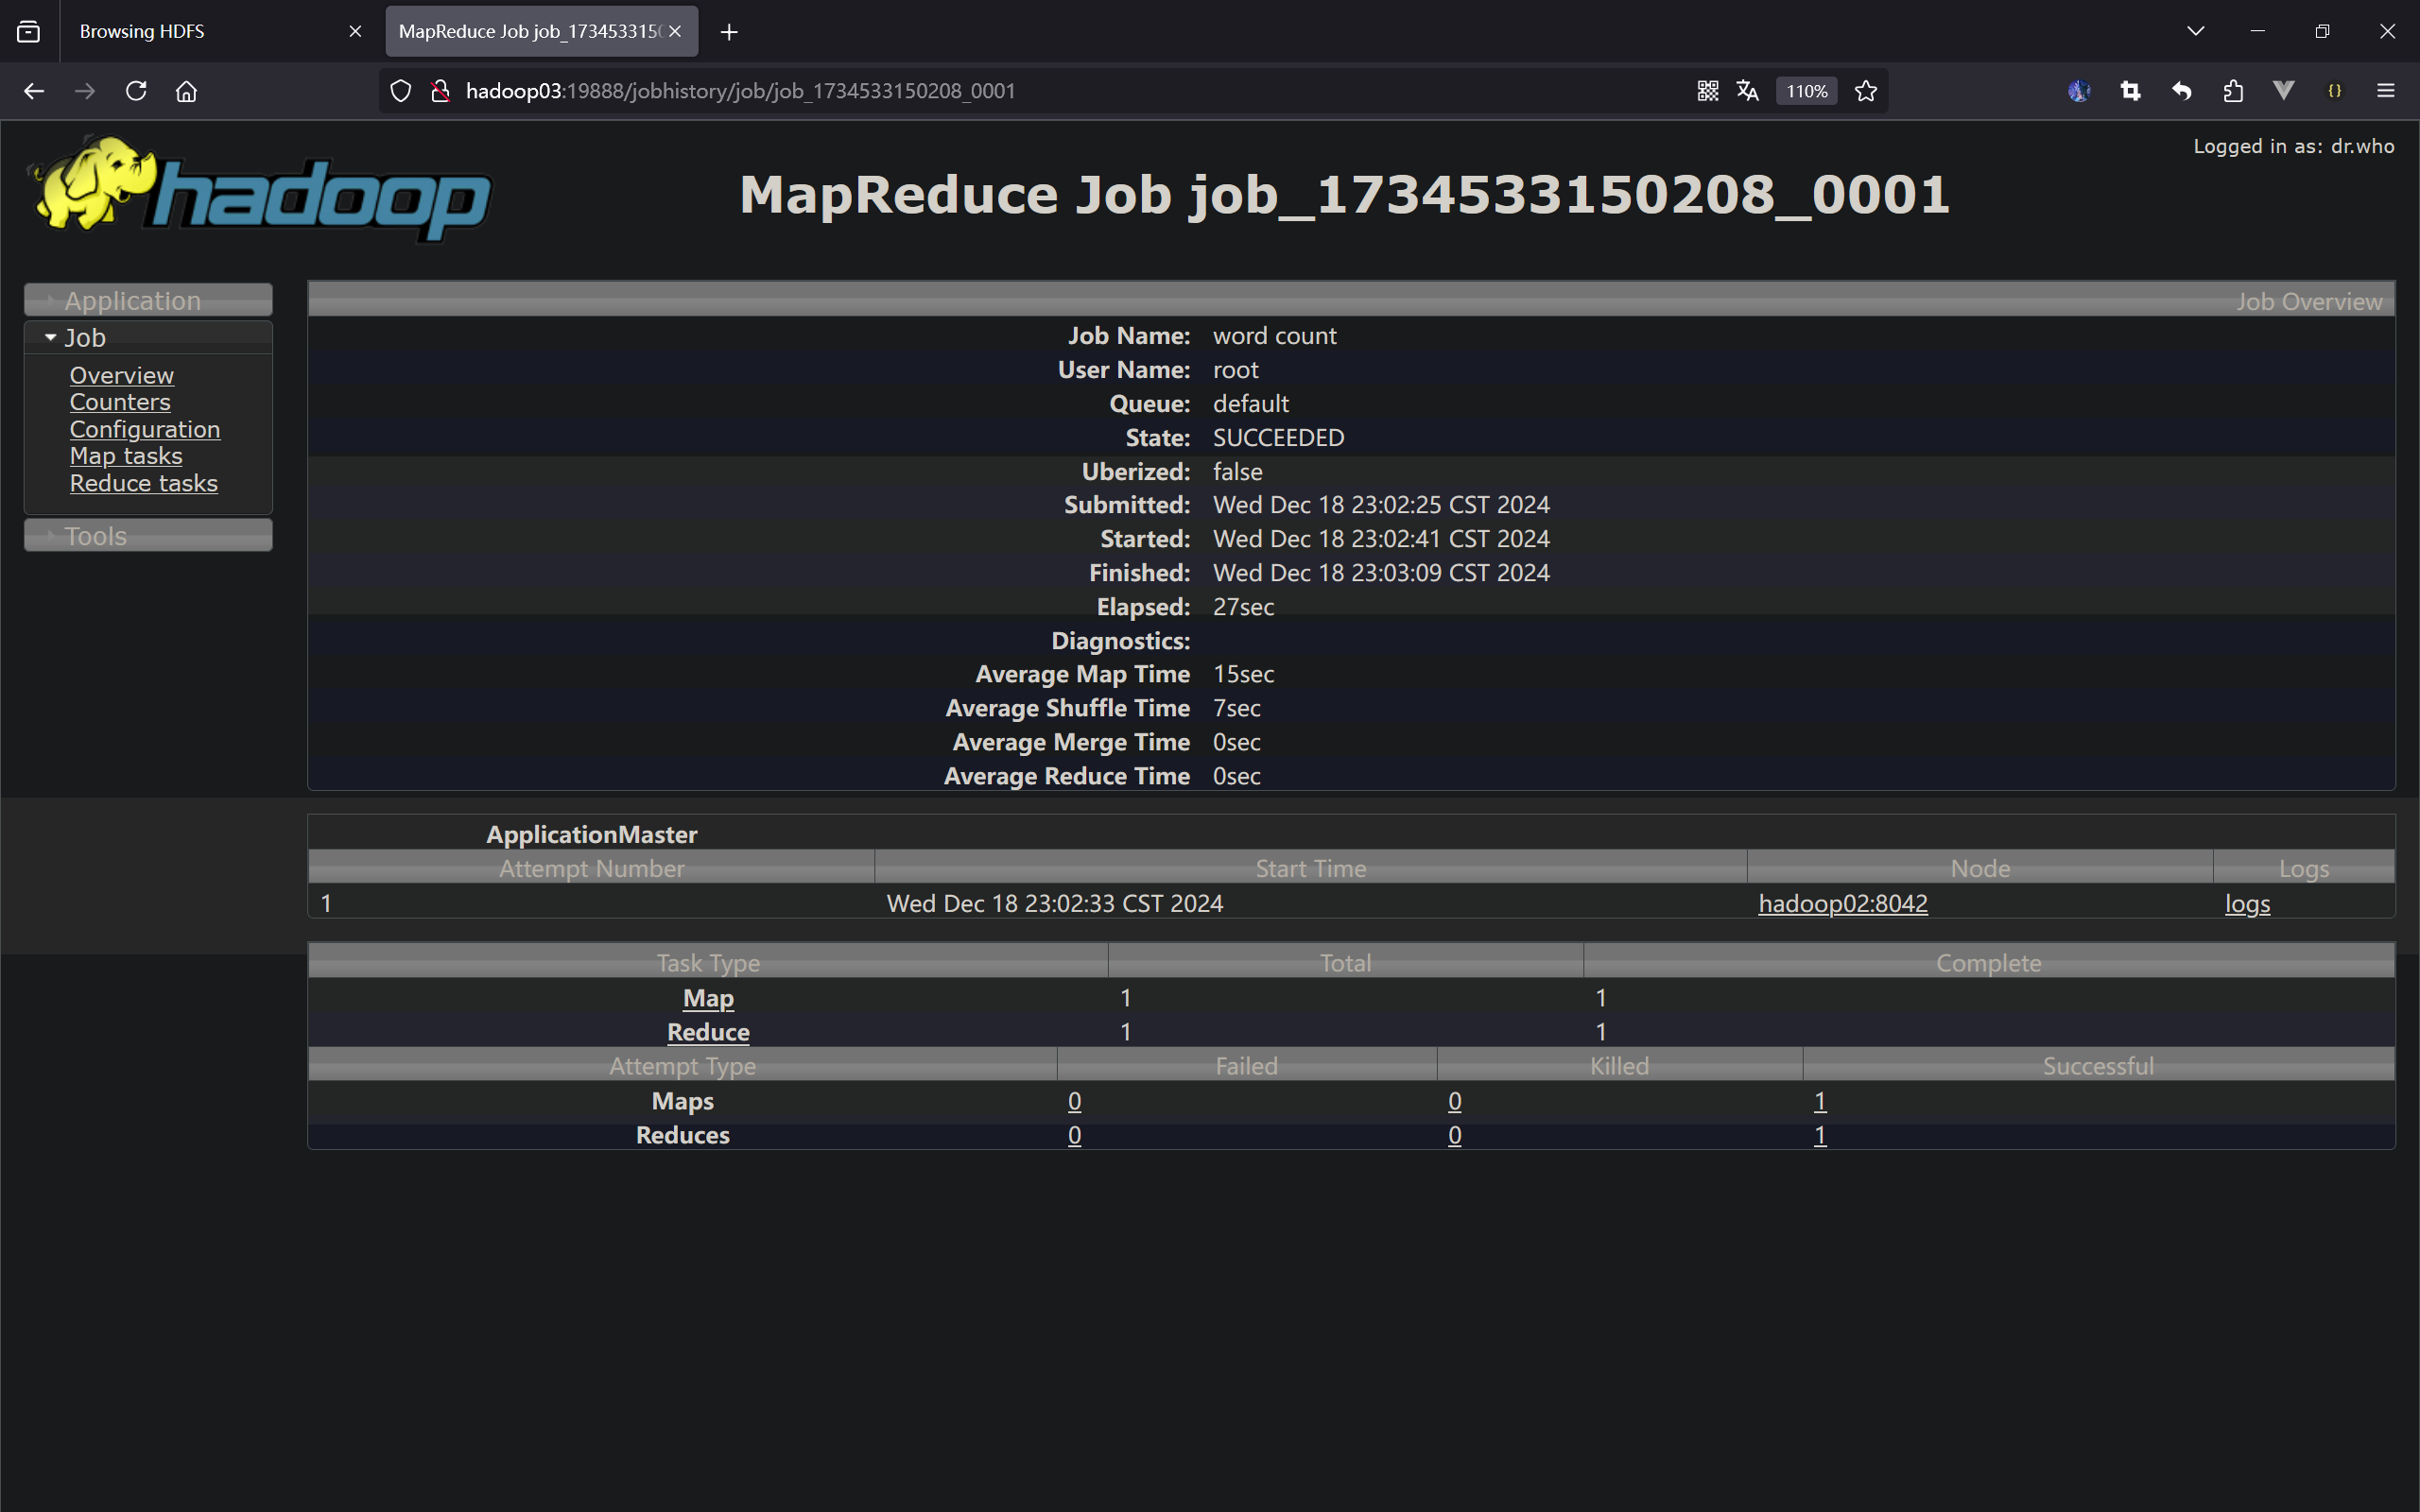 Browsing HDFS
MapReduce Job job_173453315
hadoop03:19888/jobhistory/job/job_1734533150208_0001
110%
Logged in as: dr.who
hadoop
MapReduce Job job_1734533150208_0001
Application
Job
Overview
Counters
Configuration
Map tasks
Reduce tasks
Tools
Job Overview
Job Name: word count
User Name: root
Queue: default
State: SUCCEEDED
Uberized: false
Submitted: Wed Dec 18 23:02:25 CST 2024
Started: Wed Dec 18 23:02:41 CST 2024
Finished: Wed Dec 18 23:03:09 CST 2024
Elapsed: 27sec
Diagnostics:
Average Map Time 15sec
Average Shuffle Time 7sec
Average Merge Time 0sec
Average Reduce Time 0sec
ApplicationMaster
Attempt Number Start Time Node Logs
1 Wed Dec 18 23:02:33 CST 2024 hadoop02:8042 logs
Task Type Total Complete
Map 1 1
Reduce 1 1
Attempt Type Failed Killed Successful
Maps 0 0 1
Reduces 0 0 1